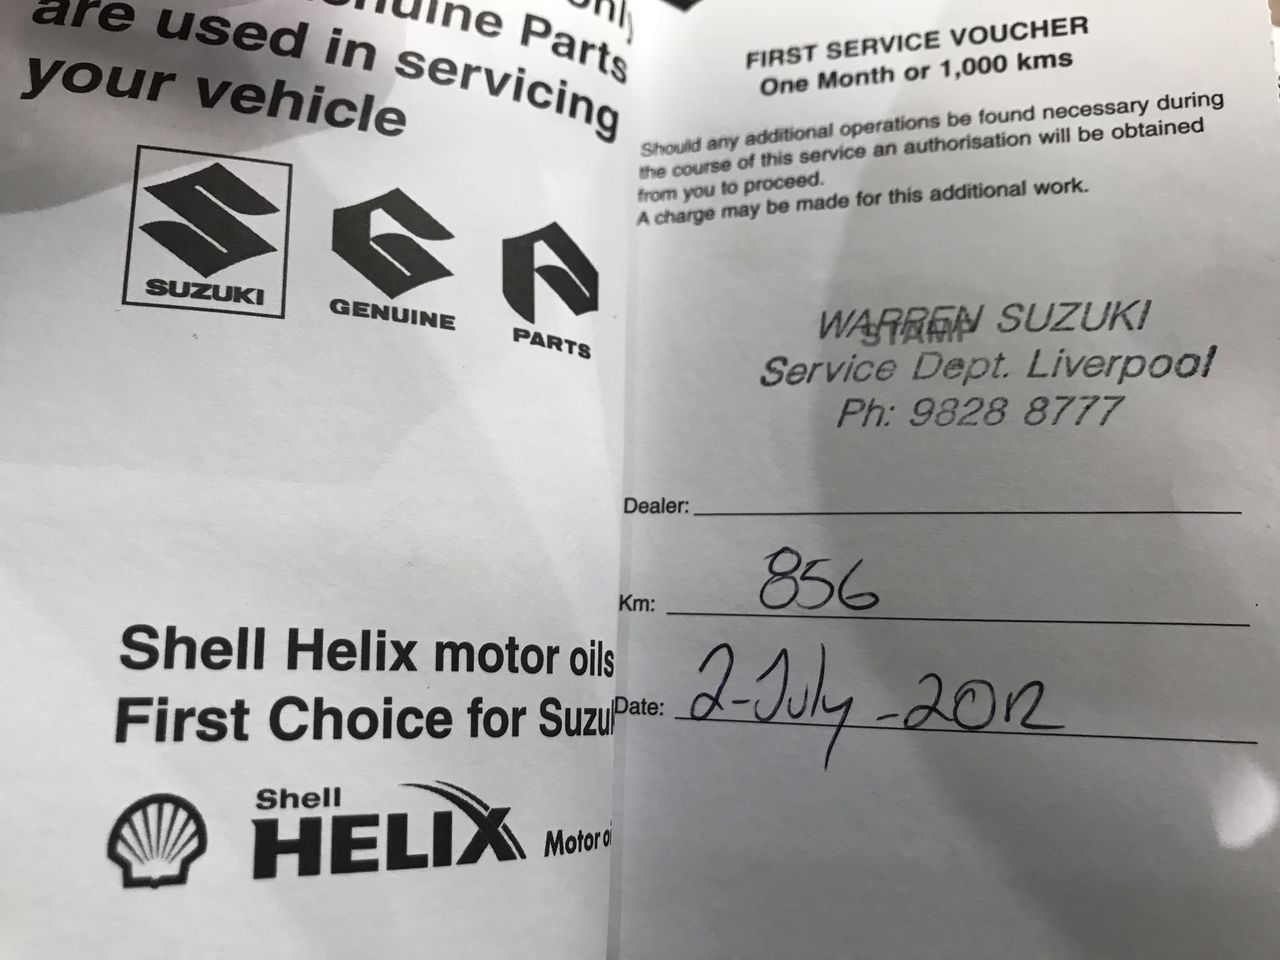 Parts
are used in servicing
your vehicle
SUZUKI
GENUINE
PARTS
Shell Helix motor oils
First Choice for
Shell
HELIX
Motor
FIRST SERVICE VOUCHER
One Month or 1,000 kms
Should any additional operations be found necessary during
the course of this service an authorisation will be obtained
from you to proceed.
A charge may be made for this additional work.
STAMP
WARREN SUZUKI
Service Dept. Liverpool
Ph: 9828 8777
Dealer:
Km: 856
Date: 2-July-2012